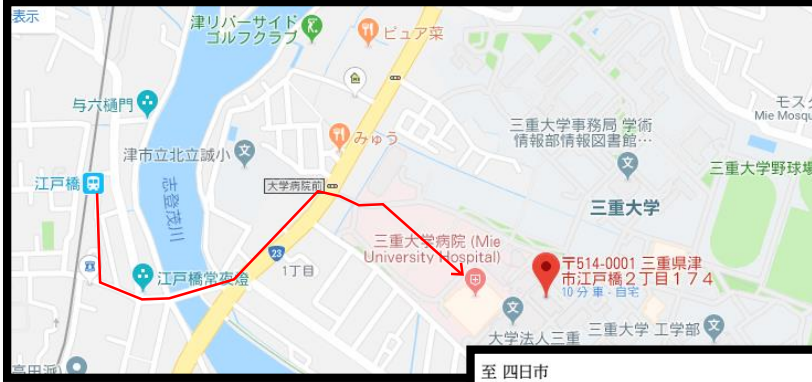 表示
津リバーサイド
ゴルフクラブ
ピュア菜
与六樋門
みゅう
津市立北立誠小
三重大学事務局 学術
情報部情報図書館…
モスク
Mie Mosqu
三重大学野球場
江戸橋
志登茂川
大学病院前
三重大学
三重大学病院 (Mie
University Hospital)
〒514-0001 三重県津
市江戸橋2丁目174
10 分 車 - 自宅
江戸橋常夜燈
23
1丁目
大学法人三重
三重大学 工学部
至 四日市